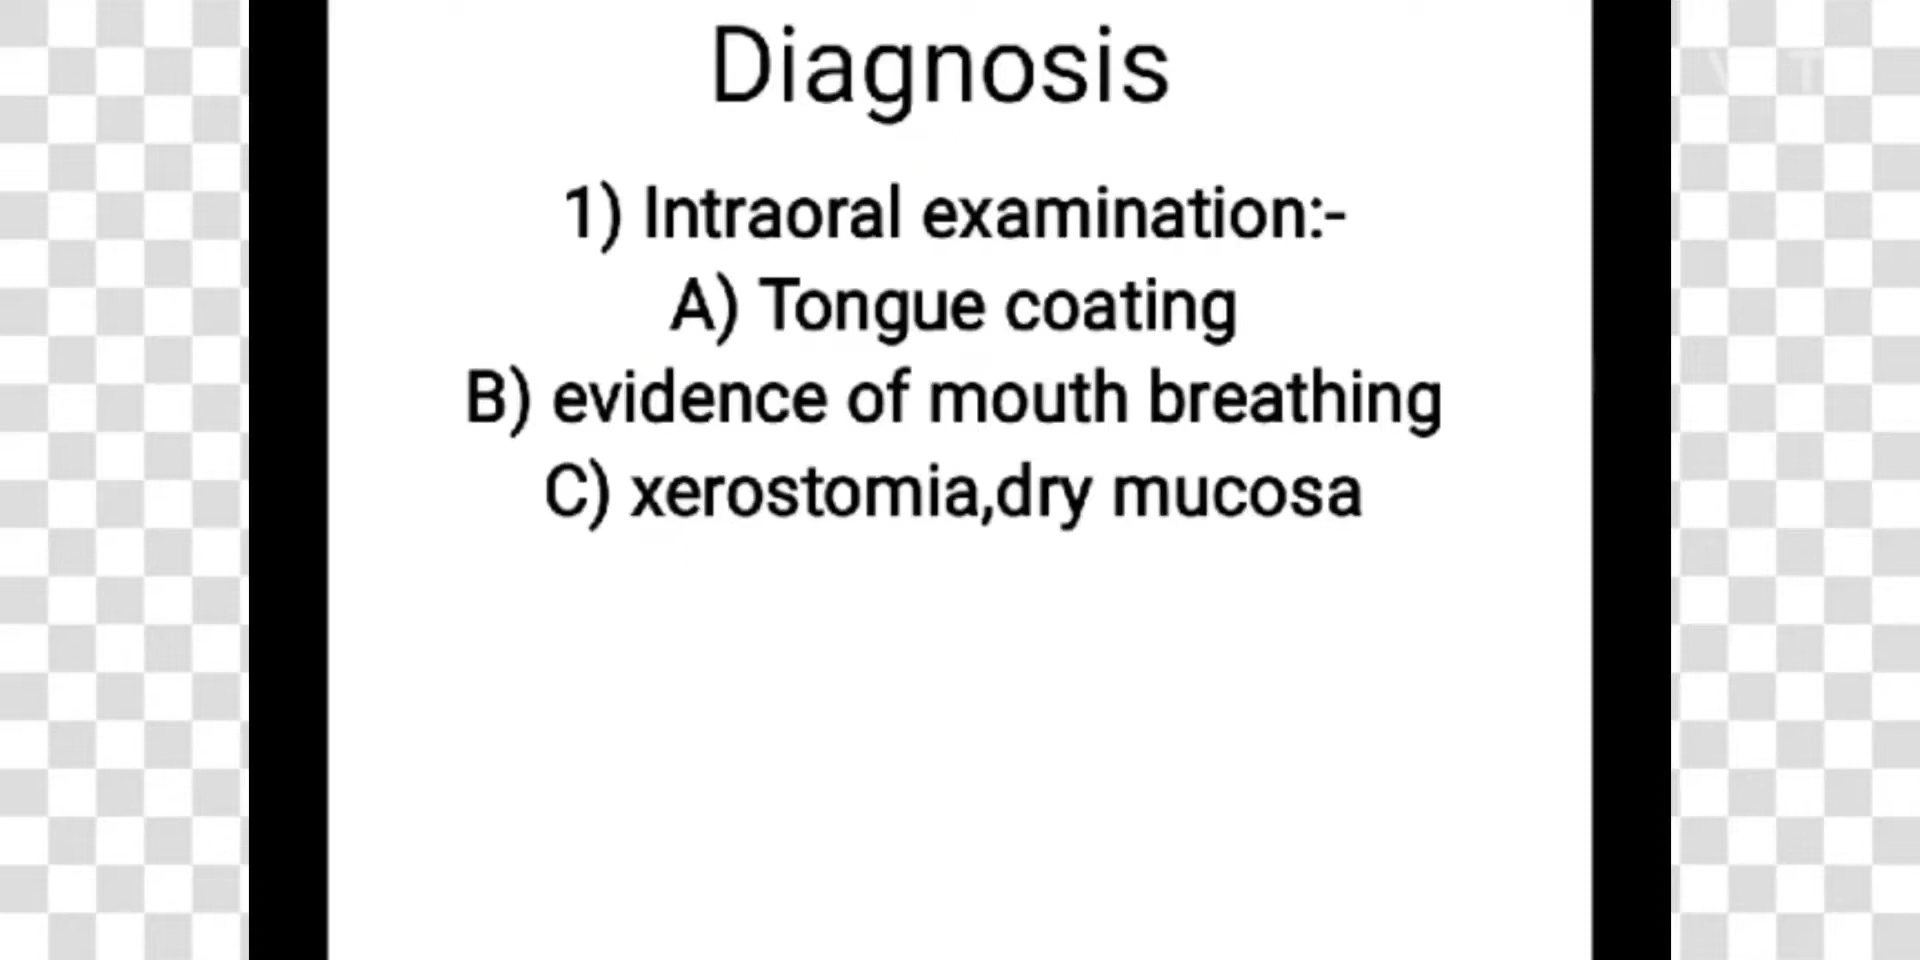 Diagnosis
1) Intraoral examination:-
A) Tongue coating
B) evidence of mouth breathing
C) xerostomia,dry mucosa